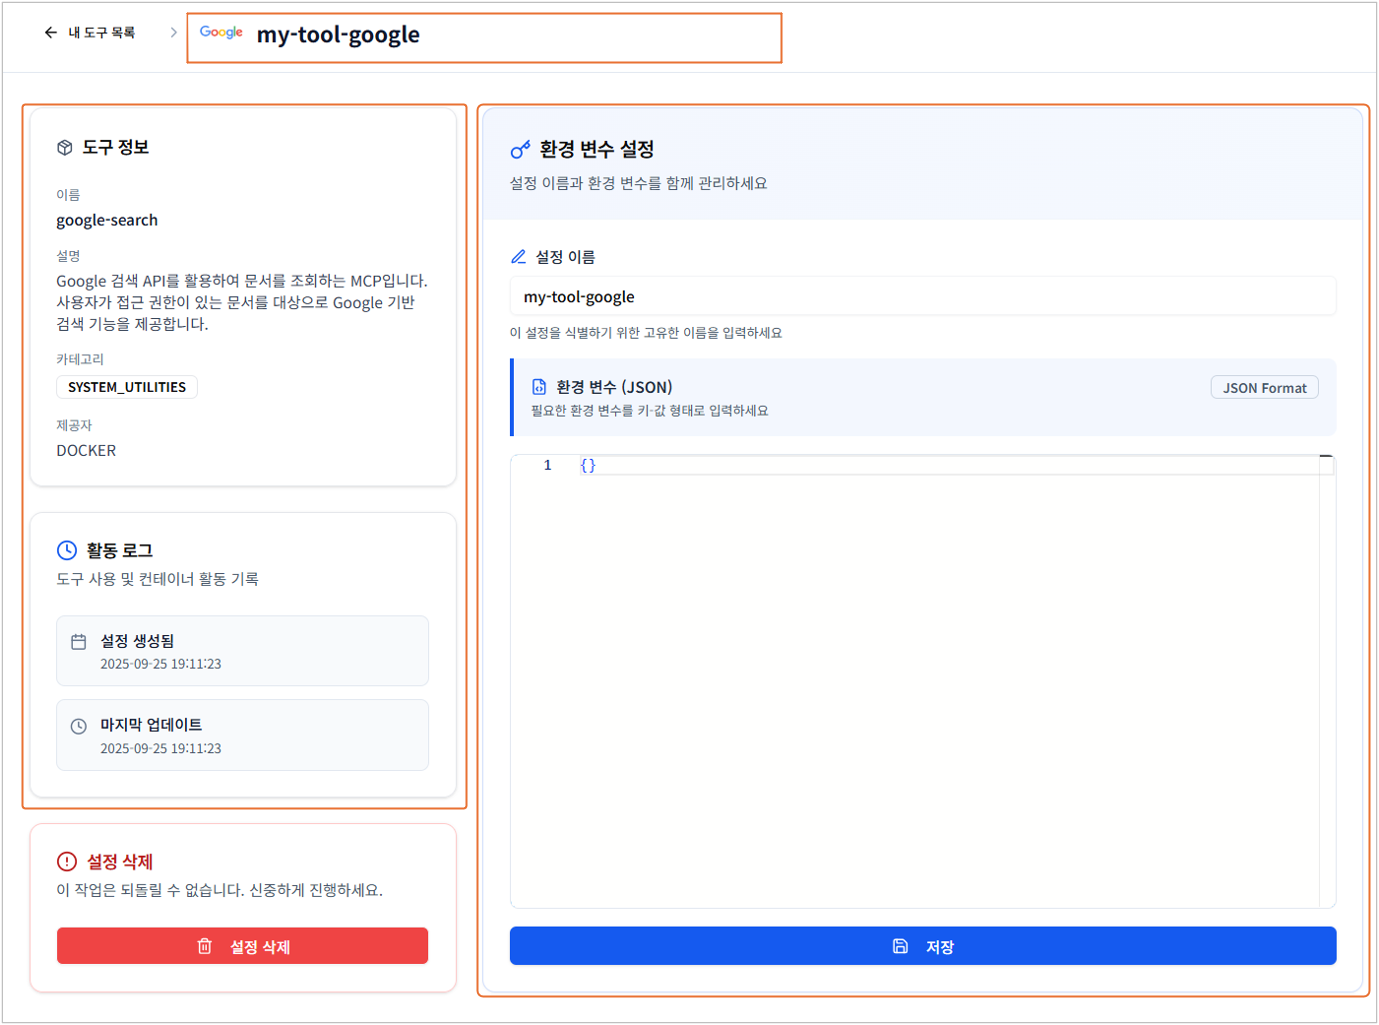 내 도구 목록
Google my-tool-google
도구 정보
이름
google-search
설명
Google 검색 API를 활용하여 문서를 조회하는 MCP입니다.
사용자가 접근 권한이 있는 문서를 대상으로 Google 기반
검색 기능을 제공합니다.
카테고리
SYSTEM_UTILITIES
제공자
DOCKER
활동 로그
도구 사용 및 컨테이너 활동 기록
설정 생성됨
2025-09-25 19:11:23
마지막 업데이트
2025-09-25 19:11:23
설정 삭제
이 작업은 되돌릴 수 없습니다. 신중하게 진행하세요.
설정 삭제
환경 변수 설정
설정 이름과 환경 변수를 함께 관리하세요
설정 이름
my-tool-google
이 설정을 식별하기 위한 고유한 이름을 입력하세요
환경 변수 (JSON)
JSON Format
필요한 환경 변수를 키-값 형태로 입력하세요
1 {}
저장